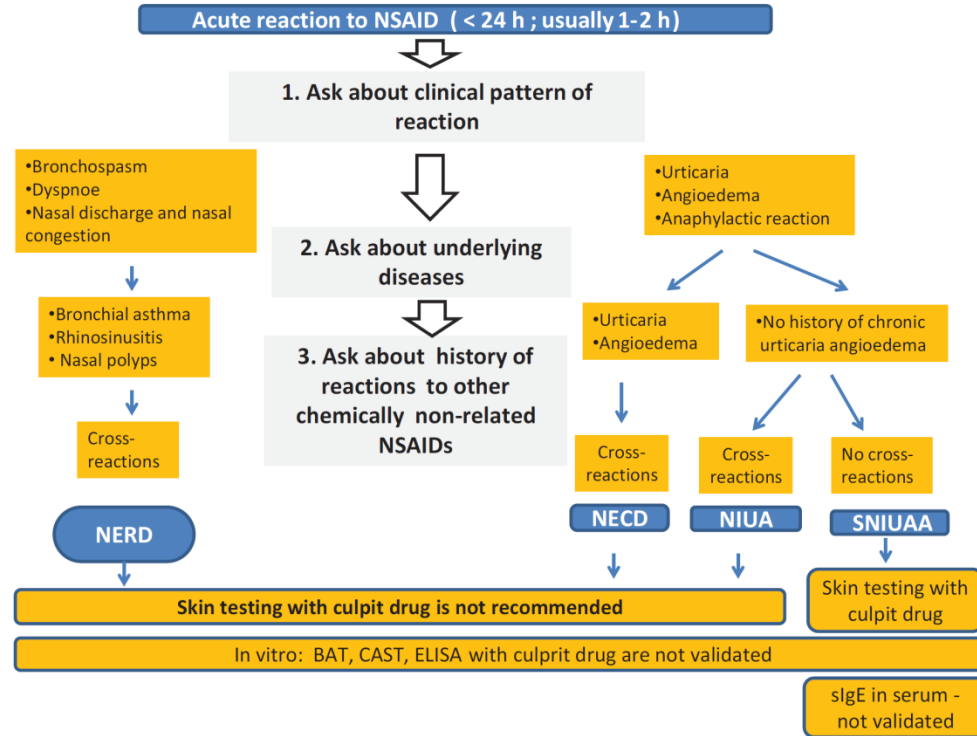 Acute reaction to NSAID ( < 24 h ; usually 1-2 h)
1. Ask about clinical pattern of
reaction
•Bronchospasm
•Dyspnoe
•Nasal discharge and nasal
congestion
•Urticaria
•Angioedema
•Anaphylactic reaction
2. Ask about underlying
diseases
•Bronchial asthma
•Rhinosinusitis
• Nasal polyps
•Urticaria
•Angioedema
•No history of chronic
urticaria angioedema
3. Ask about history of
reactions to other
chemically non-related
NSAIDs
Cross-
reactions
Cross-
reactions
Cross-
reactions
No cross-
reactions
NERD
NECD
NIUA
SNIUAA
Skin testing with culpit drug is not recommended
Skin testing with
culpit drug
In vitro: BAT, CAST, ELISA with culprit drug are not validated
sIgE in serum -
not validated